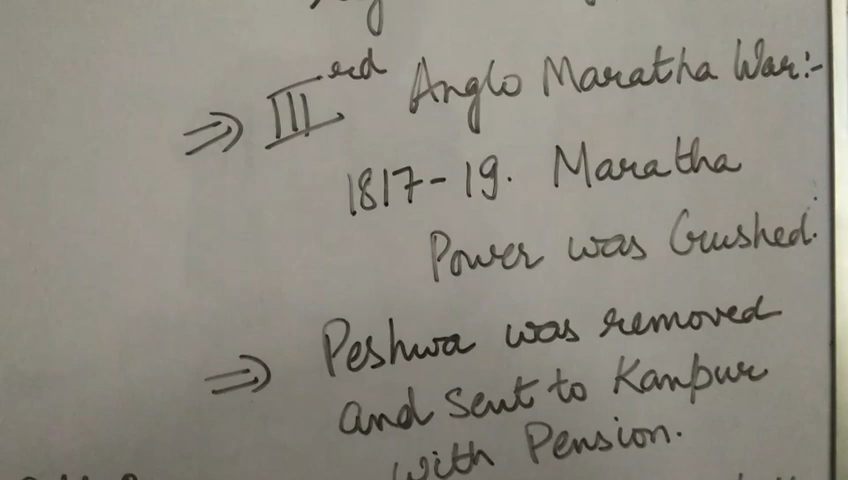 ⇒ IIIrd Anglo Maratha War:-
1817-19. Maratha
Power was Crushed.
⇒ Peshwa was removed
and sent to Kanpur
with Pension.